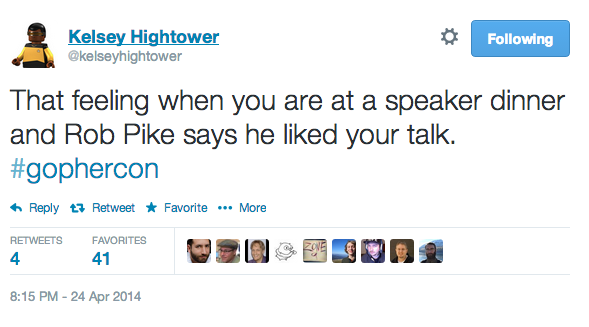 Kelsey Hightower
@kelseyhightower
Following
That feeling when you are at a speaker dinner
and Rob Pike says he liked your talk.
#gophercon
Reply Retweet Favorite More
RETWEETS FAVORITES
4 41
8:15 PM - 24 Apr 2014